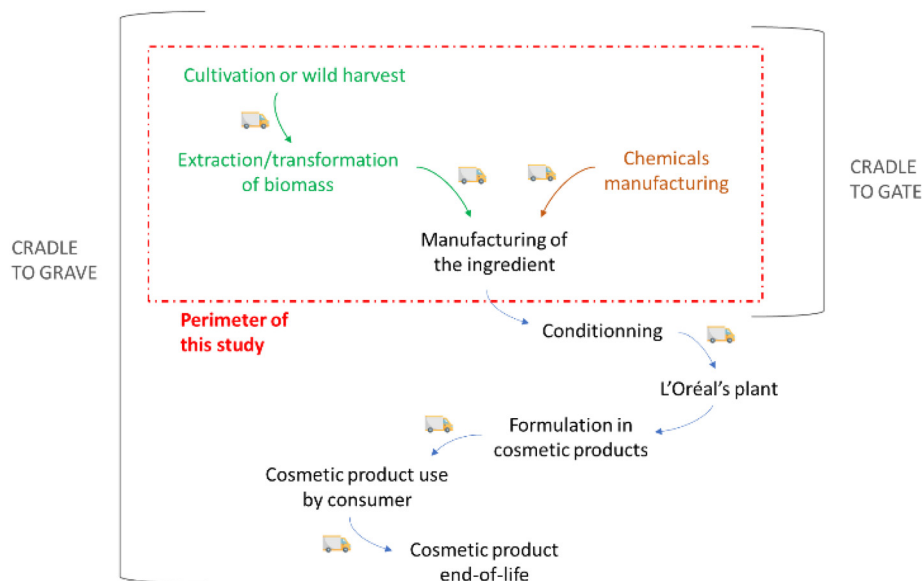 Cultivation or wild harvest
Extraction/transformation
of biomass
Chemicals
manufacturing
CRADLE
TO GATE
Manufacturing of
the ingredient
CRADLE
TO GRAVE
Perimeter of
this study
Conditionning
L'Oréal's plant
Formulation in
cosmetic products
Cosmetic product use
by consumer
Cosmetic product
end-of-life